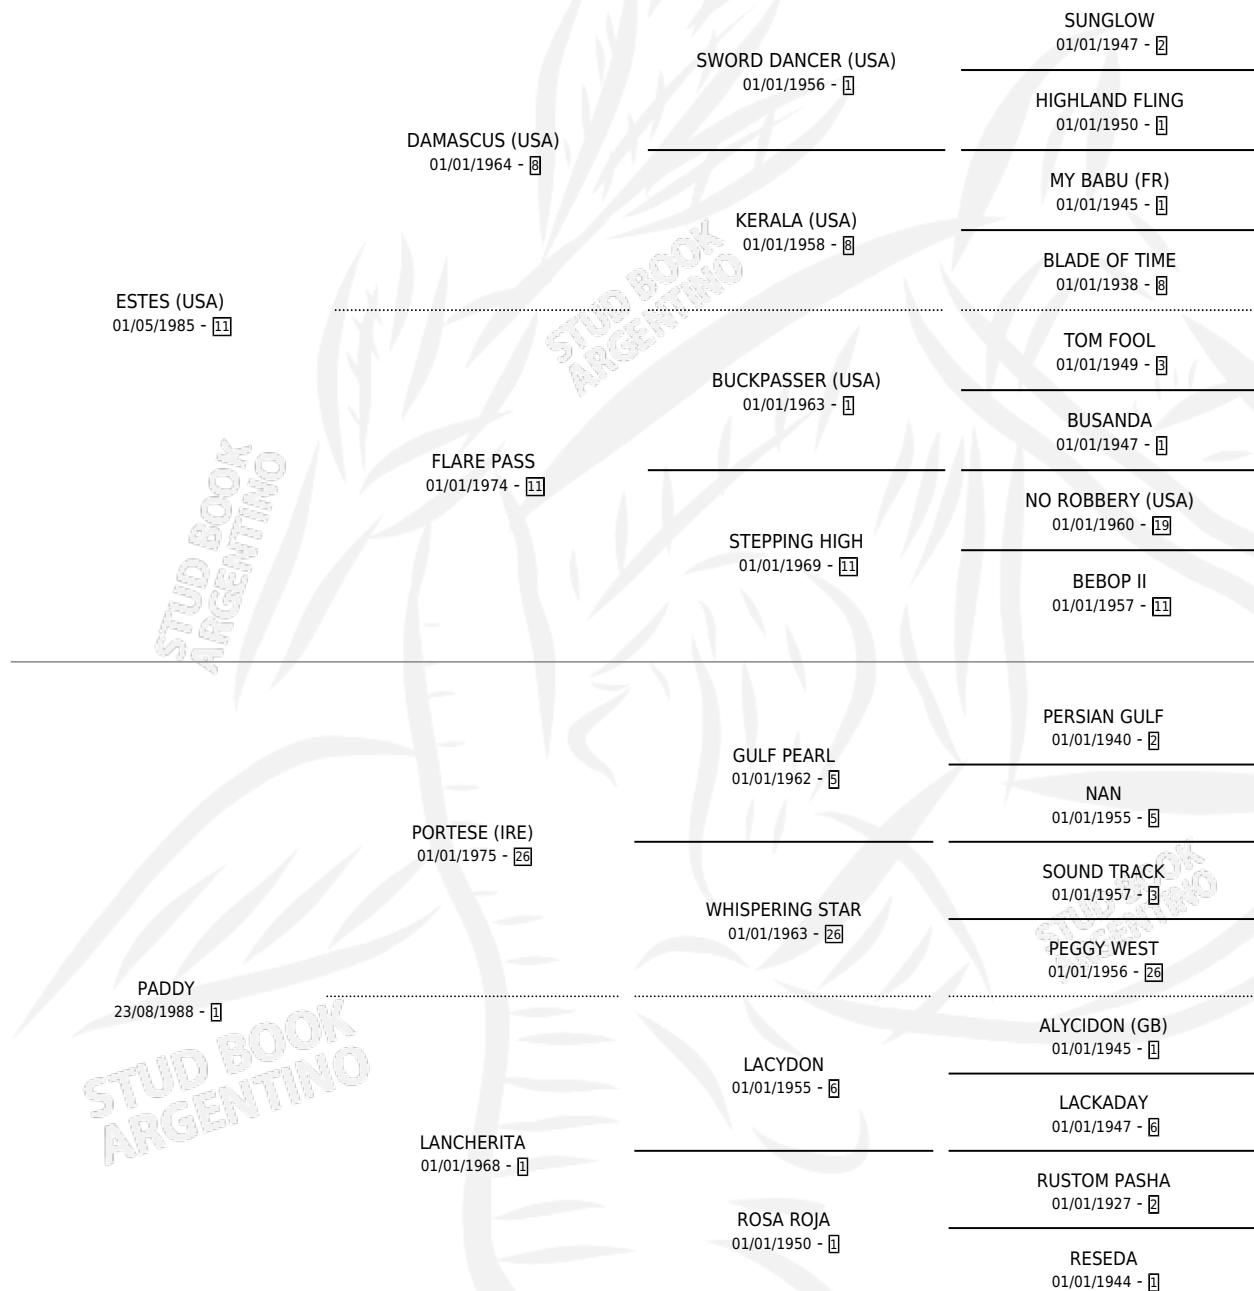 SUNGLOW
01/01/1947 - 2
SWORD DANCER (USA)
01/01/1956 - 1
HIGHLAND FLING
01/01/1950 - 1
DAMASCUS (USA)
01/01/1964 - 8
MY BABU (FR)
01/01/1945 - 1
KERALA (USA)
01/01/1958 - 8
BLADE OF TIME
01/01/1938 - 8
ESTES (USA)
01/05/1985 - 11
TOM FOOL
01/01/1949 - 3
BUCKPASSER (USA)
01/01/1963 - 1
BUSANDA
01/01/1947 - 1
FLARE PASS
01/01/1974 - 11
NO ROBBERY (USA)
01/01/1960 - 19
STEPPING HIGH
01/01/1969 - 11
BEBOP II
01/01/1957 - 11
STUD BOOK
ARGENTINO
STUD BOOK
ARGENTINO
PERSIAN GULF
01/01/1940 - 2
GULF PEARL
01/01/1962 - 5
NAN
01/01/1955 - 5
PORTESE (IRE)
01/01/1975 - 26
SOUND TRACK
01/01/1957 - 3
WHISPERING STAR
01/01/1963 - 26
PEGGY WEST
01/01/1956 - 26
PADDY
23/08/1988 - 1
ALYCIDON (GB)
01/01/1945 - 1
LACYDON
01/01/1955 - 6
LACKADAY
01/01/1947 - 6
LANCHERITA
01/01/1968 - 1
RUSTOM PASHA
01/01/1927 - 2
ROSA ROJA
01/01/1950 - 1
RESEDA
01/01/1944 - 1
STUD BOOK
ARGENTINO
STUD BOOK
ARGENTINO